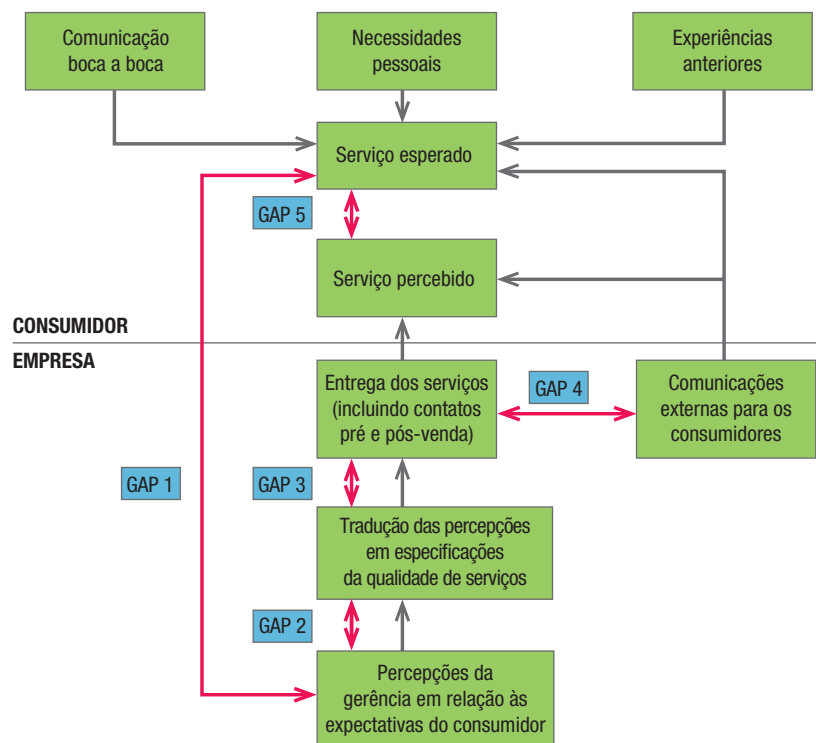 Comunicação
boca a boca
Necessidades
pessoais
Experiências
anteriores
Serviço esperado
GAP 5
Serviço percebido
CONSUMIDOR
EMPRESA
Entrega dos serviços
(incluindo contatos
pré e pós-venda)
GAP 4
Comunicações
externas para os
consumidores
GAP 1
GAP 3
Tradução das percepções
em especificações
da qualidade de serviços
GAP 2
Percepções da
gerência em relação às
expectativas do consumidor